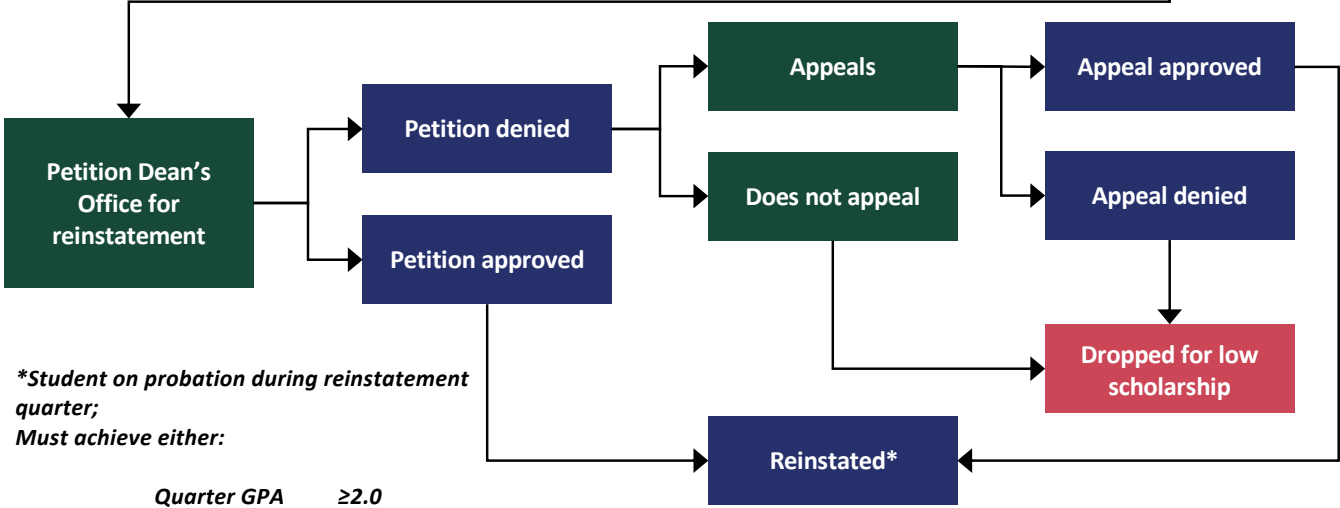 Appeals
Appeal approved
Petition denied
Petition Dean’s
Office for
reinstatement
Does not appeal
Appeal denied
Petition approved
Dropped for low
scholarship
*Student on probation during reinstatement
quarter;
Must achieve either:
Reinstated*
Quarter GPA ≥2.0